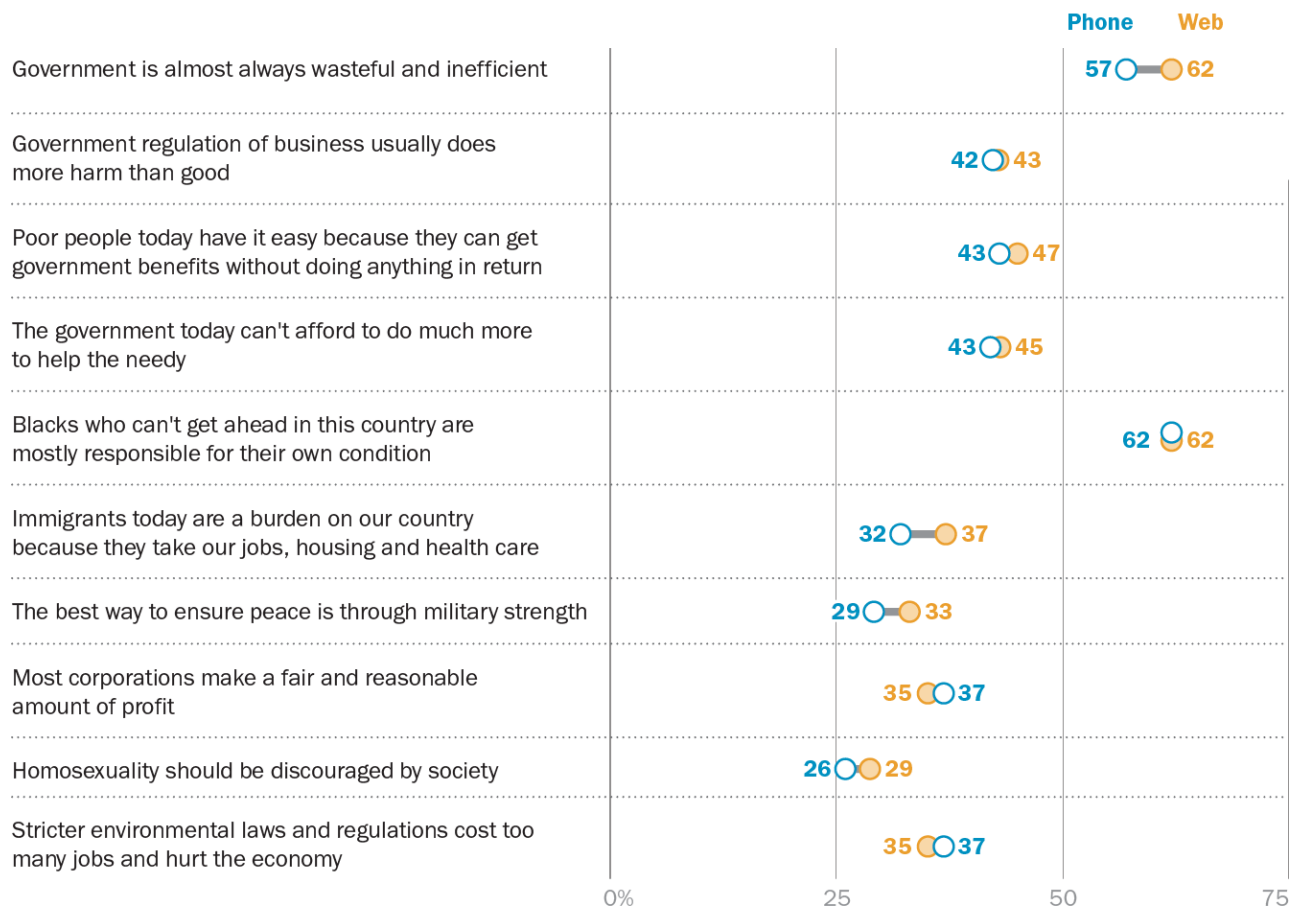 Phone Web
Government is almost always wasteful and inefficient 57 62
Government regulation of business usually does
more harm than good
42 43
Poor people today have it easy because they can get
government benefits without doing anything in return
43 47
The government today can't afford to do much more
to help the needy
43 45
Blacks who can't get ahead in this country are
mostly responsible for their own condition
62 62
Immigrants today are a burden on our country
because they take our jobs, housing and health care
32 37
The best way to ensure peace is through military strength 29 33
Most corporations make a fair and reasonable
amount of profit
35 37
Homosexuality should be discouraged by society 26 29
Stricter environmental laws and regulations cost too
many jobs and hurt the economy
35 37
0% 25 50 75